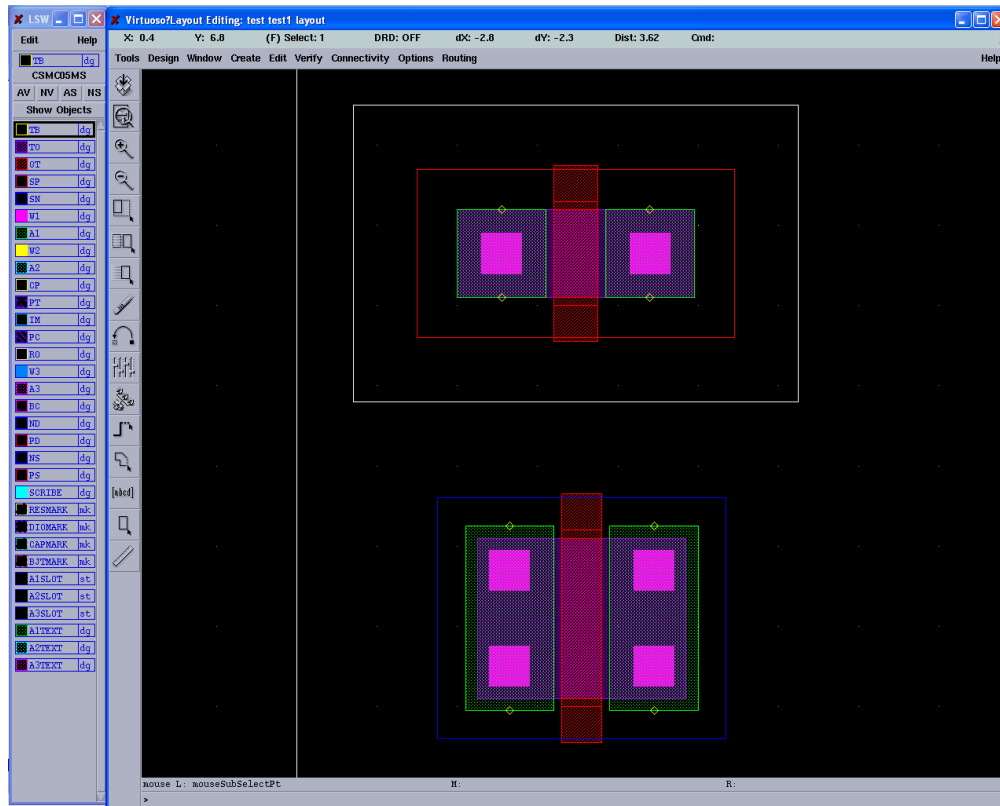 LSW
Edit Help
TB dg
CSMC05MS
AV NV AS NS
Show Objects
TB dg
TO dg
GT dg
SP dg
SN dg
W1 dg
A1 dg
W2 dg
A2 dg
CP dg
PT dg
IM dg
PC dg
RO dg
W3 dg
A3 dg
BC dg
ND dg
PD dg
NS dg
PS dg
SCRIBE dg
RESMARK mk
DIOMARK mk
CAPMARK mk
BJTMARK mk
A1SLOT st
A2SLOT st
A3SLOT st
A1TEXT dg
A2TEXT dg
A3TEXT dg
Virtuoso?Layout Editing: test test1 layout
X: 0.4 Y: 6.8 (F) Select: 1 DRD: OFF dX: -2.8 dY: -2.3 Dist: 3.62 Cmd:
Tools Design Window Create Edit Verify Connectivity Options Routing Help
[abcd]
mouse L: mouseSubSelectPt M: R:
>